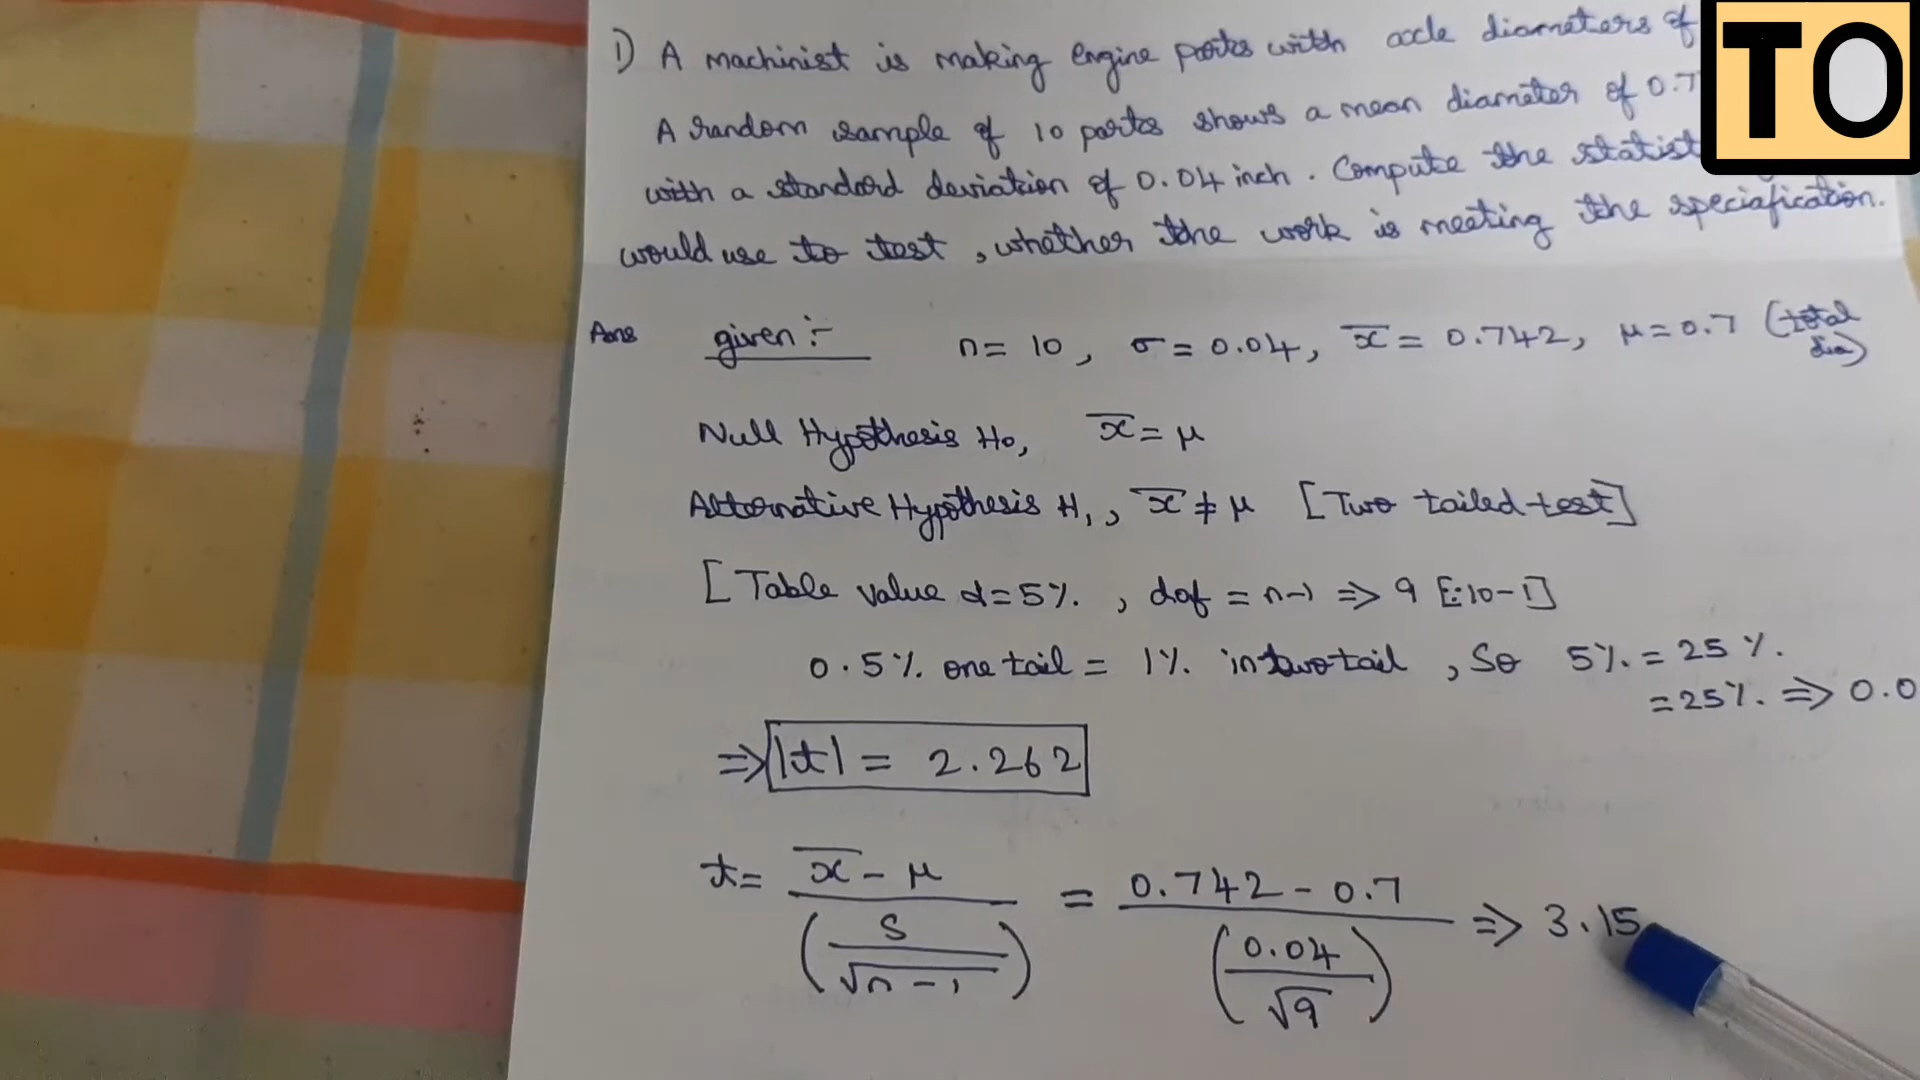 TO
1) A machinist is making engine parts with axle diameters of
A random sample of 10 parts shows a mean diameter of 0.7
with a standard deviation of 0.04 inch. Compute the statist
would use to test, whether the work is meeting the speciafication.
Ans given :- n = 10, σ = 0.04, x̄ = 0.742, μ = 0.7 (total dia)
Null Hypothesis H₀, x̄ = μ
Alternative Hypothesis H₁, x̄ ≠ μ [Two tailed test]
[Table value α = 5%, dof = n-1 => 9 [∵10-1]
0.5% one tail = 1% in two tail, So 5% = 25%.
= 25% => 0.0
=> |t| = 2.262
t = x̄ - μ / (s / √n-1) = 0.742 - 0.7 / (0.04 / √9) => 3.15